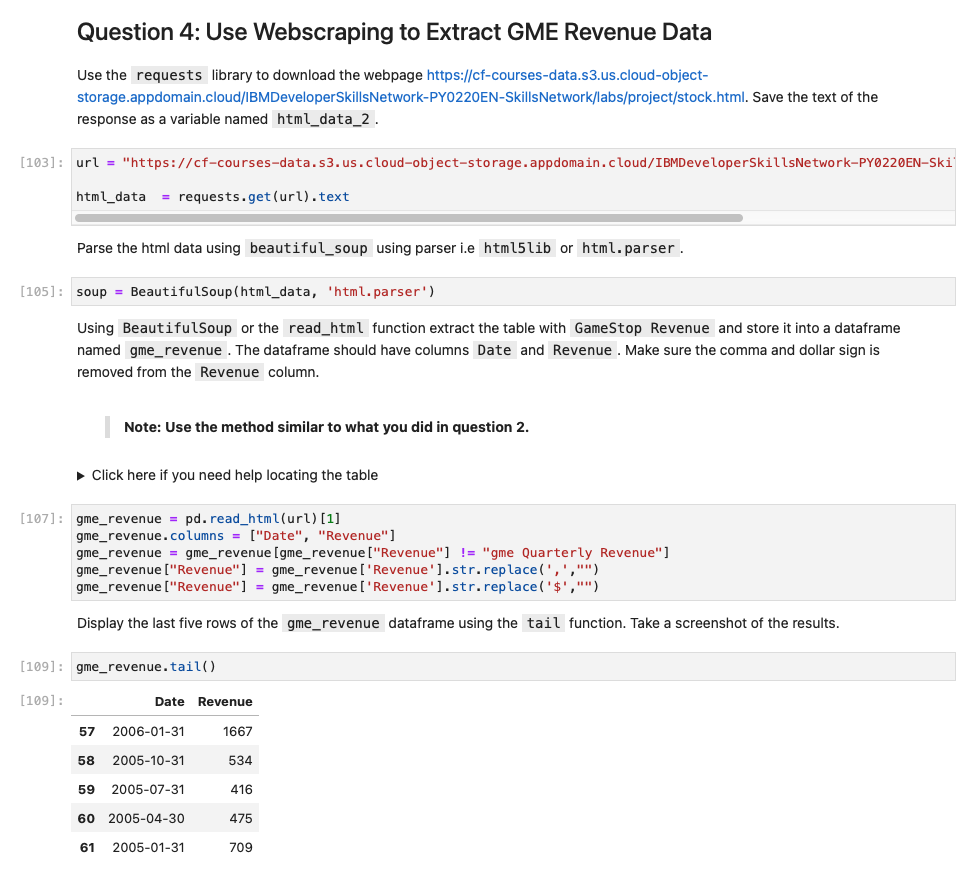 Question 4: Use Webscraping to Extract GME Revenue Data
Use the requests library to download the webpage https://cf-courses-data.s3.us.cloud-object-
storage.appdomain.cloud/IBMDeveloperSkillsNetwork-PY0220EN-SkillsNetwork/labs/project/stock.html. Save the text of the
response as a variable named html_data_2.
[103]: url = "https://cf-courses-data.s3.us.cloud-object-storage.appdomain.cloud/IBMDeveloperSkillsNetwork-PY0220EN-Skil
html_data  = requests.get(url).text
Parse the html data using beautiful_soup using parser i.e html5lib or html.parser.
[105]: soup = BeautifulSoup(html_data, 'html.parser')
Using BeautifulSoup or the read_html function extract the table with GameStop Revenue and store it into a dataframe
named gme_revenue. The dataframe should have columns Date and Revenue. Make sure the comma and dollar sign is
removed from the Revenue column.
Note: Use the method similar to what you did in question 2.
▶ Click here if you need help locating the table
[107]: gme_revenue = pd.read_html(url)[1]
gme_revenue.columns = ["Date", "Revenue"]
gme_revenue = gme_revenue[gme_revenue["Revenue"] != "gme Quarterly Revenue"]
gme_revenue["Revenue"] = gme_revenue['Revenue'].str.replace(',',"")
gme_revenue["Revenue"] = gme_revenue['Revenue'].str.replace('$',"")
Display the last five rows of the gme_revenue dataframe using the tail function. Take a screenshot of the results.
[109]: gme_revenue.tail()
[109]: Date Revenue
57 2006-01-31 1667
58 2005-10-31 534
59 2005-07-31 416
60 2005-04-30 475
61 2005-01-31 709